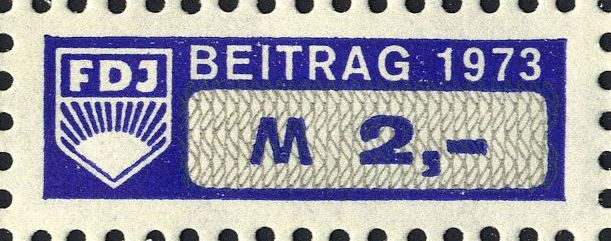 FDJ
BEITRAG 1973
M 2,-